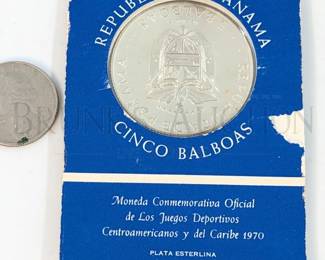 REPUBLICA DE PANAMA
CINCO BALBOAS
Moneda Conmemorativa Oficial
de Los Juegos Deportivos
Centroamericanos y del Caribe 1970
PLATA ESTERLINA